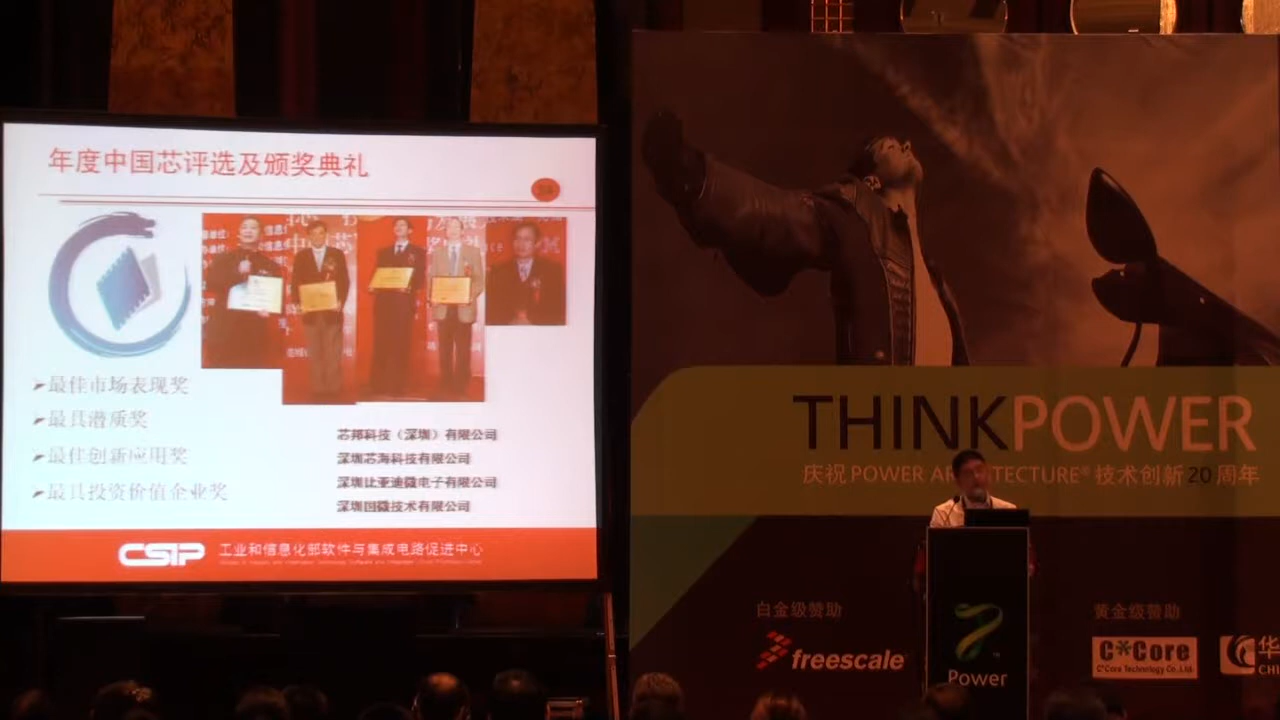 年度中国芯评选及颁奖典礼
➢最佳市场表现奖
➢最具潜质奖
➢最佳创新应用奖
➢最具投资价值企业奖
芯邦科技（深圳）有限公司
深圳芯海科技有限公司
深圳比亚迪微电子有限公司
深圳国微技术有限公司
CSIP 工业和信息化部软件与集成电路促进中心
THINKPOWER
庆祝 POWER AR ITECTURE® 技术创新 20 周年
白金级赞助
freescale
黄金级赞助
C*Core
C*Core Technology Co.,Ltd.
华
CHI
Power